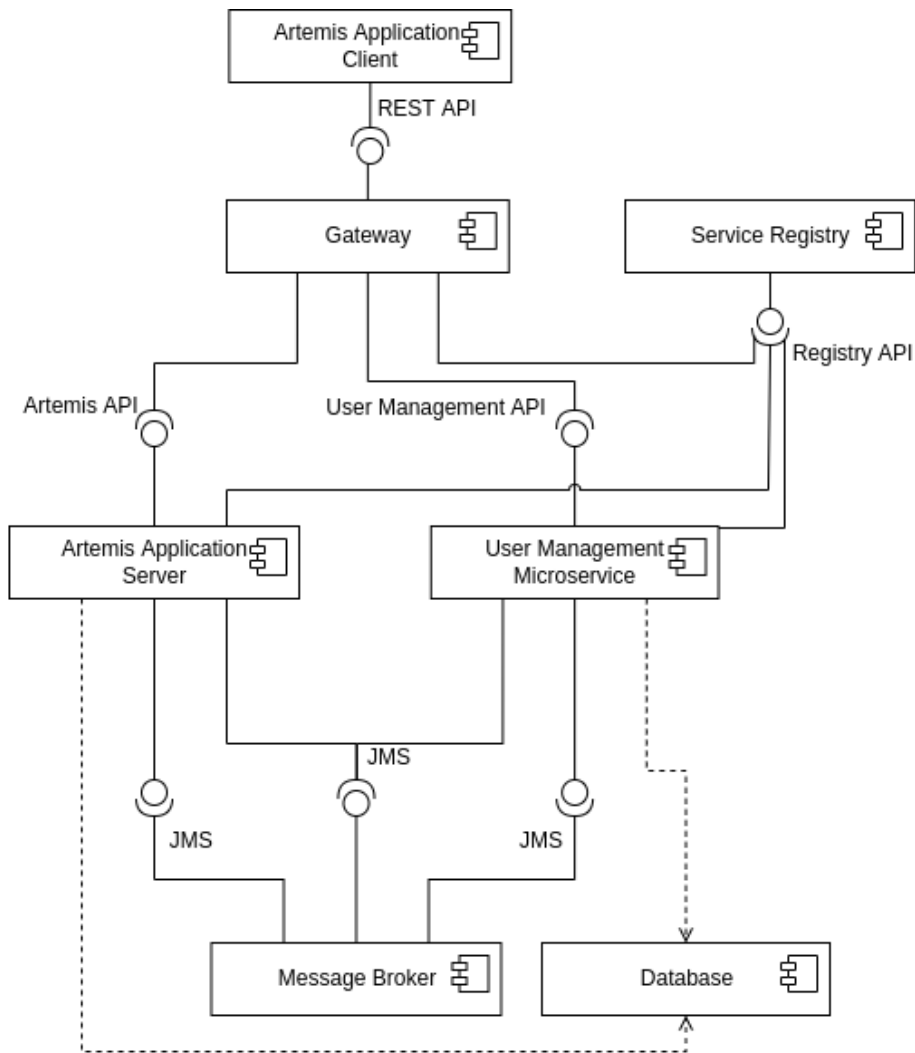 Artemis Application
Client
REST API
Gateway
Service Registry
Registry API
Artemis API
User Management API
Artemis Application
Server
User Management
Microservice
JMS
JMS
JMS
Message Broker
Database